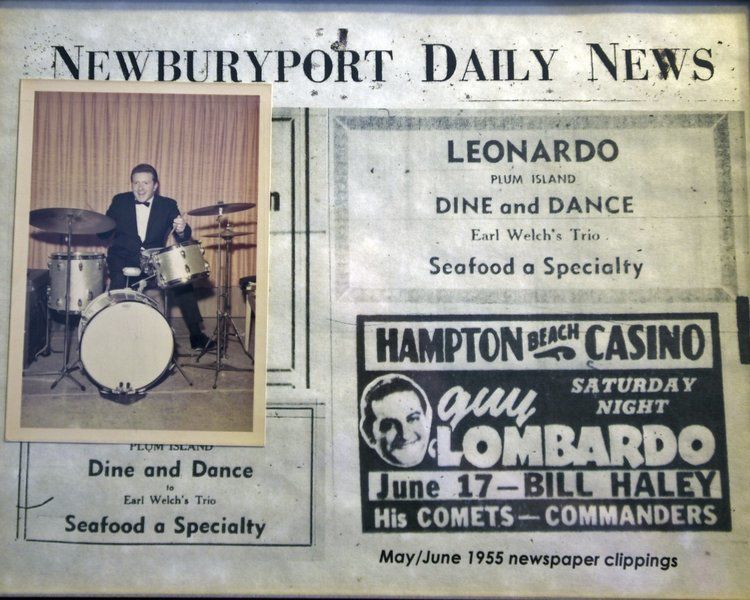 NEWBURYPORT DAILY NEWS
LEONARDO
PLUM ISLAND
DINE and DANCE
Earl Welch's Trio
Seafood a Specialty
HAMPTON BEACH CASINO
SATURDAY
NIGHT
guy
LOMBARDO
June 17—BILL HALEY
His COMETS—COMMANDERS
PLUM ISLAND
Dine and Dance
to
Earl Welch's Trio
Seafood a Specialty
May/June 1955 newspaper clippings